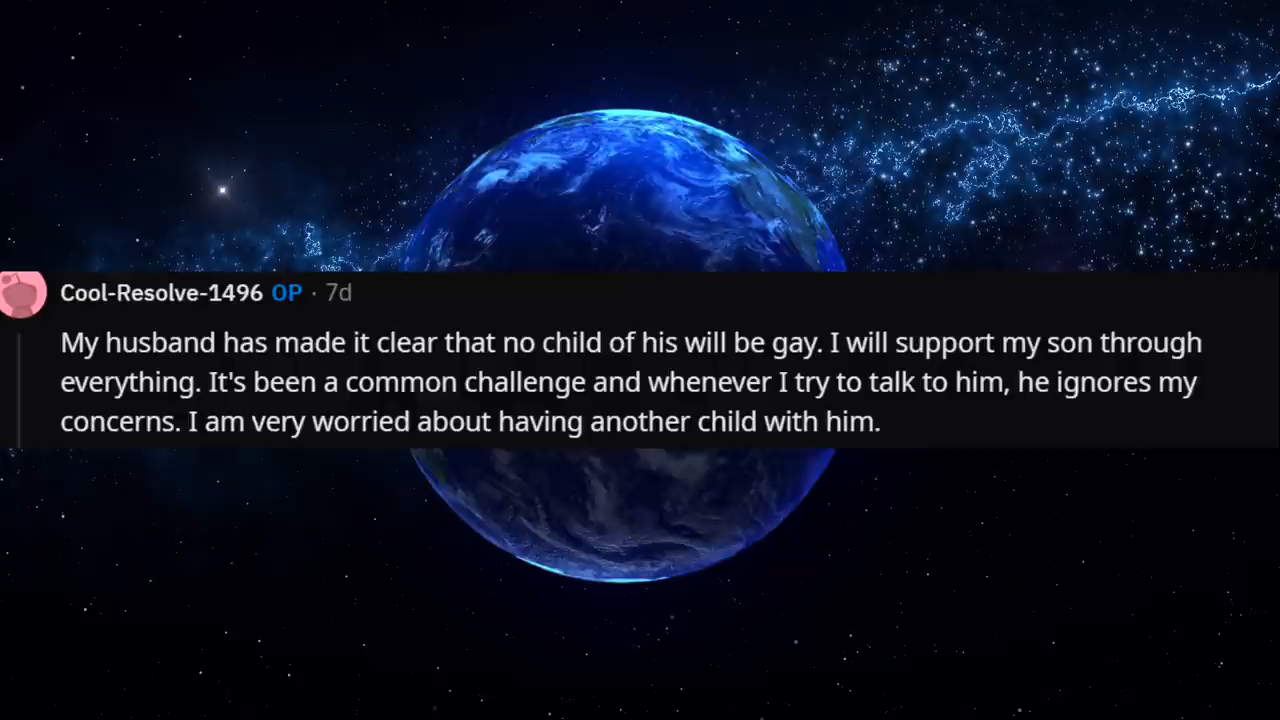 Cool-Resolve-1496 OP · 7d
My husband has made it clear that no child of his will be gay. I will support my son through
everything. It's been a common challenge and whenever I try to talk to him, he ignores my
concerns. I am very worried about having another child with him.